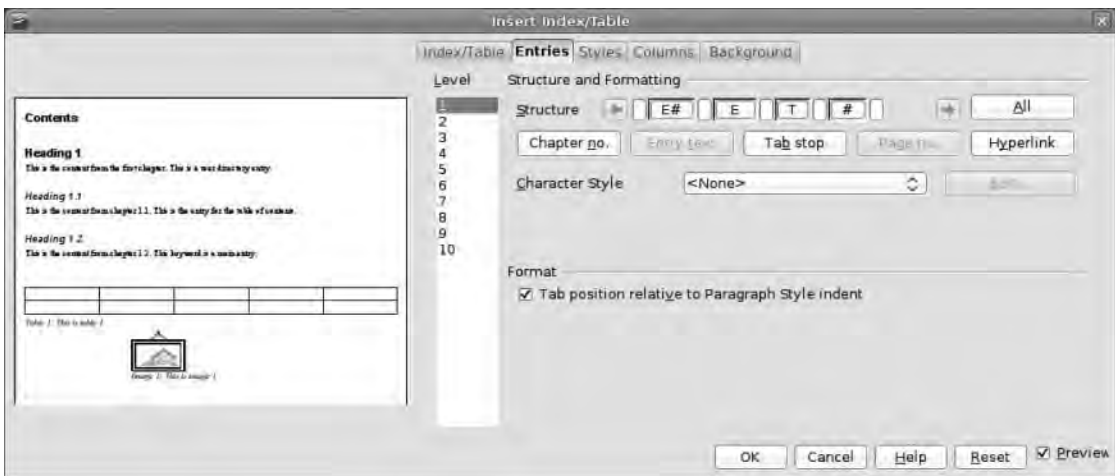 Insert Index/Table
Index/Table Entries Styles Columns Background
Level
1
2
3
4
5
6
7
8
9
10
Structure and Formatting
Structure E# E T # All
Chapter no. Entry text Tab stop Page no. Hyperlink
Character Style <None> Edit...
Format
Tab position relative to Paragraph Style indent
Contents
Heading 1
This is the content from the first chapter. This is a user directory entry.
Heading 1.1
This is the content from chapter 1.1. This is the entry for the table of contents.
Heading 1.2
This is the content from chapter 1.2. This keyword is a main entry.
Table 1: This is table 1
Image 1: This is image 1
OK Cancel Help Reset Preview